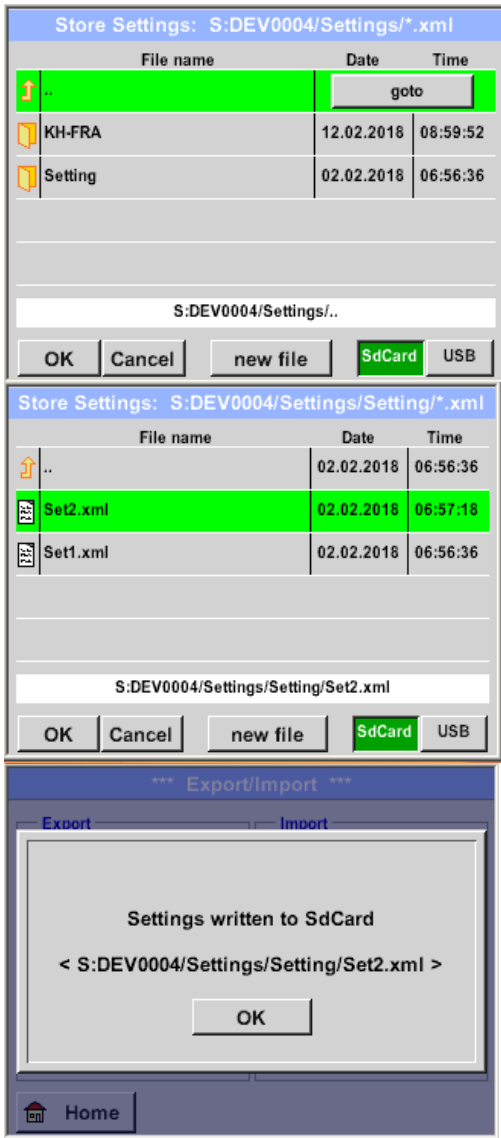 Store Settings: S:DEV0004/Settings/*.xml
File name Date Time
.. goto
KH-FRA 12.02.2018 08:59:52
Setting 02.02.2018 06:56:36
S:DEV0004/Settings/..
OK Cancel new file SdCard USB
Store Settings: S:DEV0004/Settings/Setting/*.xml
File name Date Time
.. 02.02.2018 06:56:36
Set2.xml 02.02.2018 06:57:18
Set1.xml 02.02.2018 06:56:36
S:DEV0004/Settings/Setting/Set2.xml
OK Cancel new file SdCard USB
*** Export/Import ***
Export Import
Settings written to SdCard
< S:DEV0004/Settings/Setting/Set2.xml >
OK
Home